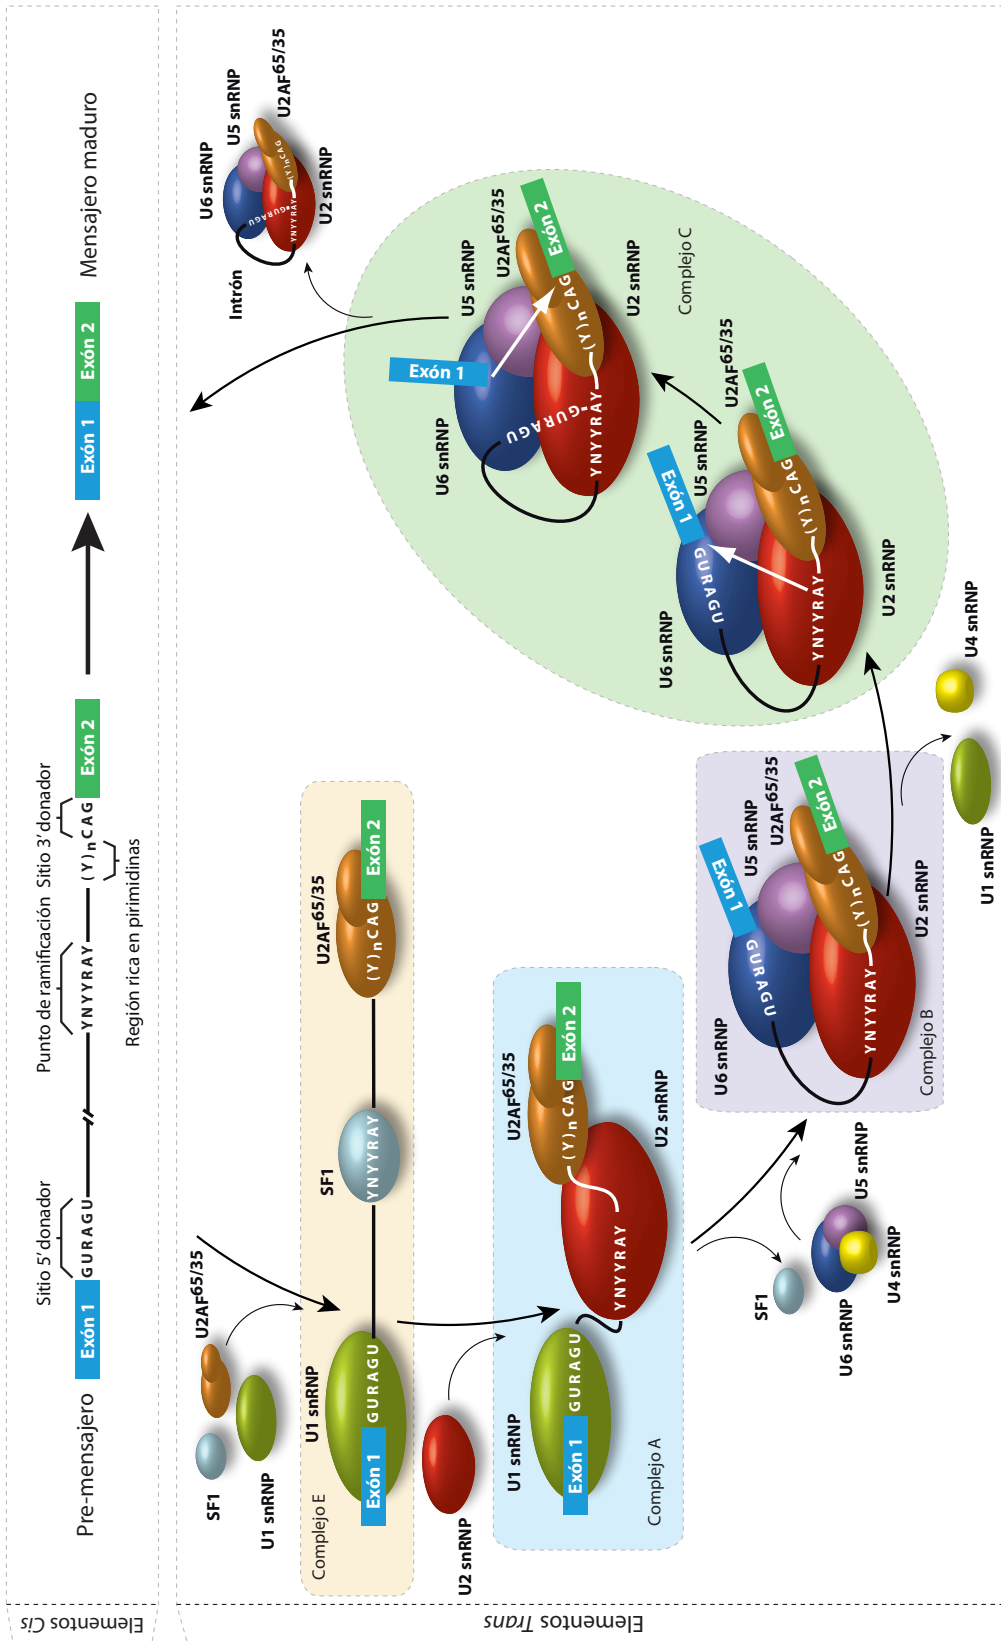 Elementos Cis
Pre-mensajero
Exón 1
GURAGU
Sitio 5' donador
YNYYRAY
Punto de ramificación
(Y)nCAG
Sitio 3' donador
Región rica en pirimidinas
Exón 2
Exón 1
Exón 2
Mensajero maduro
Elementos Trans
SF1
U2AF65/35
U1 snRNP
Complejo E
U1 snRNP
Exón 1
GURAGU
SF1
YNYYRAY
U2AF65/35
(Y)nCAG
Exón 2
U2 snRNP
Complejo A
U1 snRNP
Exón 1
GURAGU
YNYYRAY
U2 snRNP
U2AF65/35
(Y)nCAG
Exón 2
SF1
U6 snRNP
U5 snRNP
U4 snRNP
Complejo B
U6 snRNP
GURAGU
Exón 1
U5 snRNP
U2AF65/35
(Y)nCAG
Exón 2
YNYYRAY
U2 snRNP
U1 snRNP
U4 snRNP
U6 snRNP
GURAGU
Exón 1
U5 snRNP
U2AF65/35
(Y)nCAG
Exón 2
YNYYRAY
U2 snRNP
Complejo C
U6 snRNP
Exón 1
GURAGU
U5 snRNP
U2AF65/35
(Y)nCAG
Exón 2
YNYYRAY
U2 snRNP
Intrón
U6 snRNP
GURAGU
U5 snRNP
U2AF65/35
(Y)nCAG
YNYYRAY
U2 snRNP